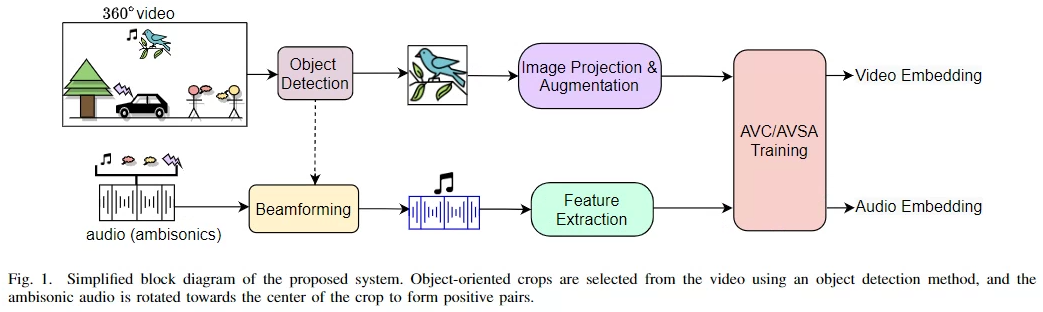 360° video
Object
Detection
Image Projection &
Augmentation
AVC/AVSA
Training
Video Embedding
audio (ambisonics)
Beamforming
Feature
Extraction
Audio Embedding
Fig. 1. Simplified block diagram of the proposed system. Object-oriented crops are selected from the video using an object detection method, and the
ambisonic audio is rotated towards the center of the crop to form positive pairs.